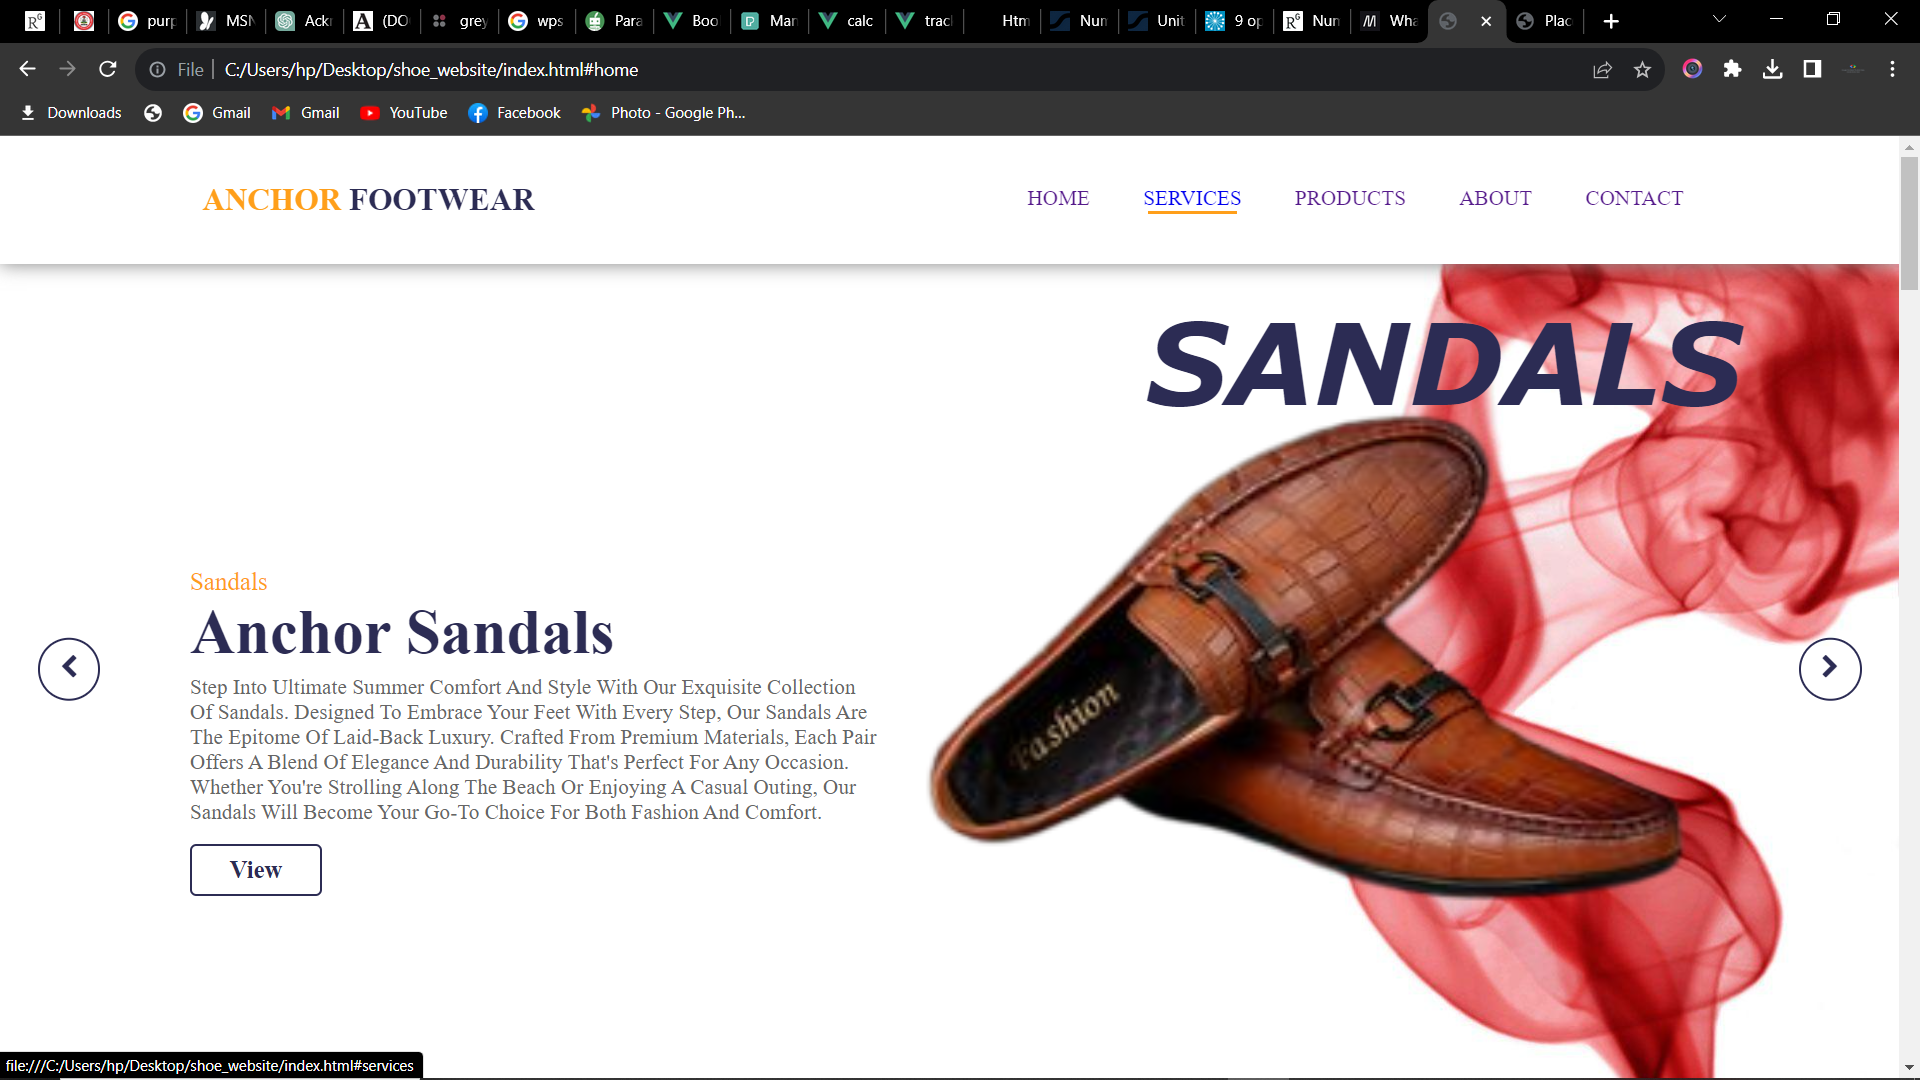 purp
MSN
Ackr
(DO
grey
wps
Para
Boo
Mar
calc
trac
Htm
Num
Unit
9 op
Num
Wha
Plac
File
C:/Users/hp/Desktop/shoe_website/index.html#home
Downloads
Gmail
Gmail
YouTube
Facebook
Photo - Google Ph...
ANCHOR FOOTWEAR
HOME
SERVICES
PRODUCTS
ABOUT
CONTACT
SANDALS
Fashion
Sandals
Anchor Sandals
Step Into Ultimate Summer Comfort And Style With Our Exquisite Collection
Of Sandals. Designed To Embrace Your Feet With Every Step, Our Sandals Are
The Epitome Of Laid-Back Luxury. Crafted From Premium Materials, Each Pair
Offers A Blend Of Elegance And Durability That's Perfect For Any Occasion.
Whether You're Strolling Along The Beach Or Enjoying A Casual Outing, Our
Sandals Will Become Your Go-To Choice For Both Fashion And Comfort.
View
file:///C:/Users/hp/Desktop/shoe_website/index.html#services